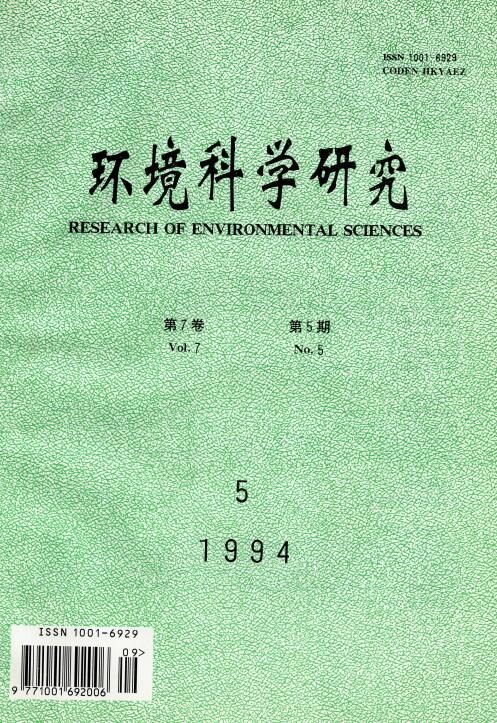 ISSN 1001-6929
CODEN HKYAEZ
环境科学研究
RESEARCH OF ENVIRONMENTAL SCIENCES
第7卷 第5期
Vol. 7 No. 5
5
1994
ISSN 1001-6929
09>
9 771001 692006